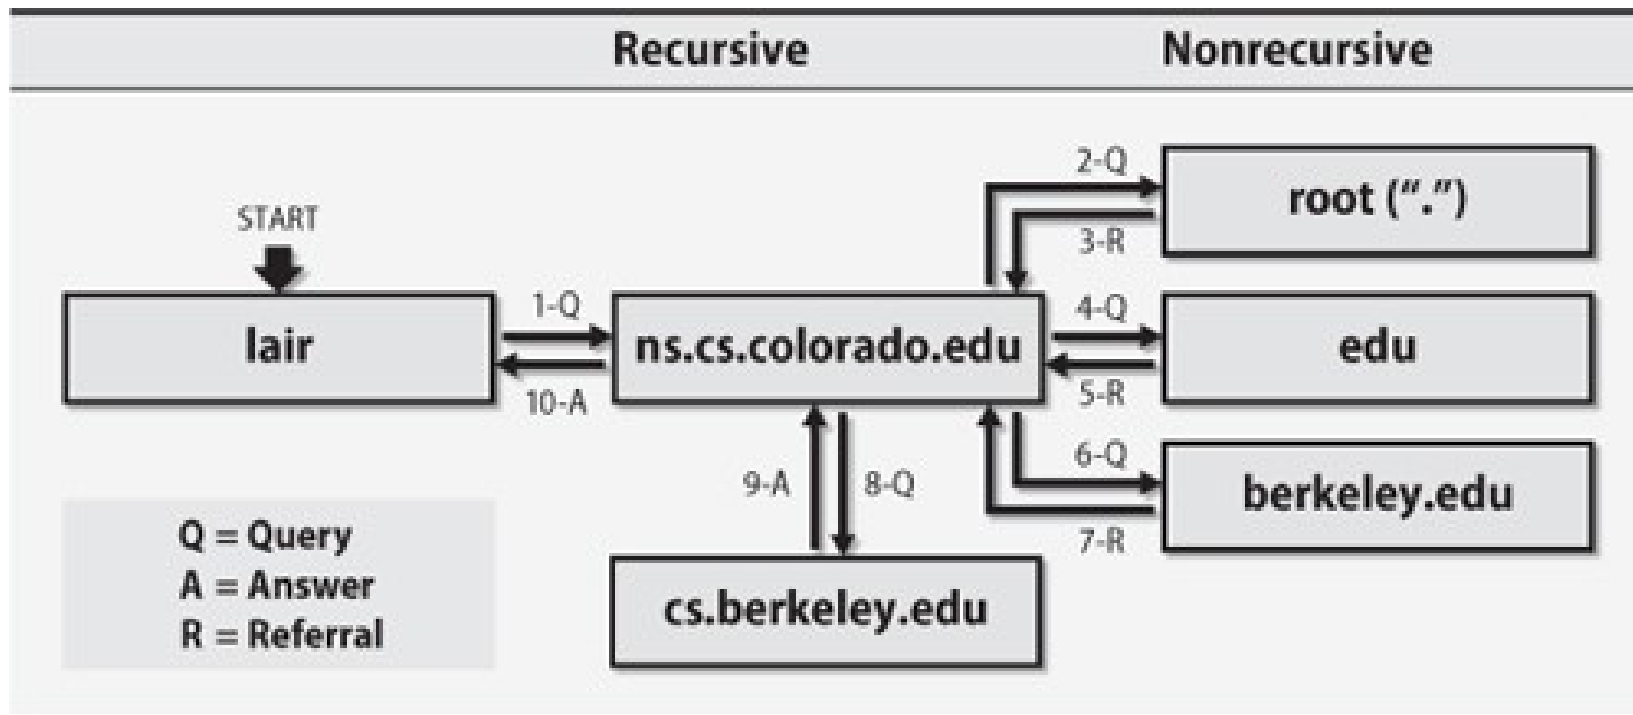 Recursive Nonrecursive
START
lair
1-Q
10-A
ns.cs.colorado.edu
2-Q
3-R
root (“.”)
4-Q
5-R
edu
6-Q
7-R
berkeley.edu
9-A
8-Q
cs.berkeley.edu
Q = Query
A = Answer
R = Referral